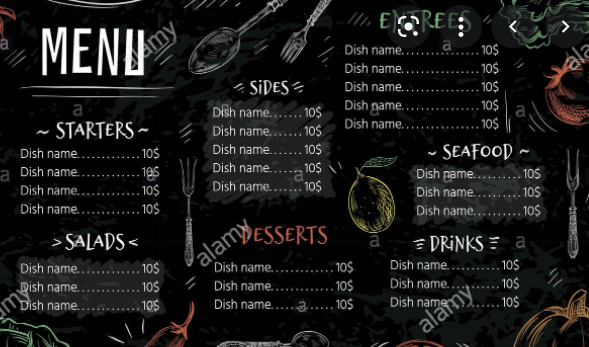 MENU
~ STARTERS ~
Dish name............. 10$
Dish name............. 10$
Dish name............. 10$
Dish name............. 10$
> SALADS <
Dish name............. 10$
Dish name............. 10$
Dish name............. 10$
SiDES
Dish name....... 10$
Dish name....... 10$
Dish name....... 10$
Dish name....... 10$
Dish name....... 10$
DESSERTS
Dish name............. 10$
Dish name............. 10$
Dish name............. 10$
ENTREES
Dish name................ 10$
Dish name................ 10$
Dish name................ 10$
Dish name................ 10$
Dish name................ 10$
~ SEAFOOD ~
Dish name.......... 10$
Dish name.......... 10$
Dish name.......... 10$
DRiNKS
Dish name............. 10$
Dish name............. 10$
Dish name............. 10$
alamy
alamy
alamy
a
a
a
a
a
a